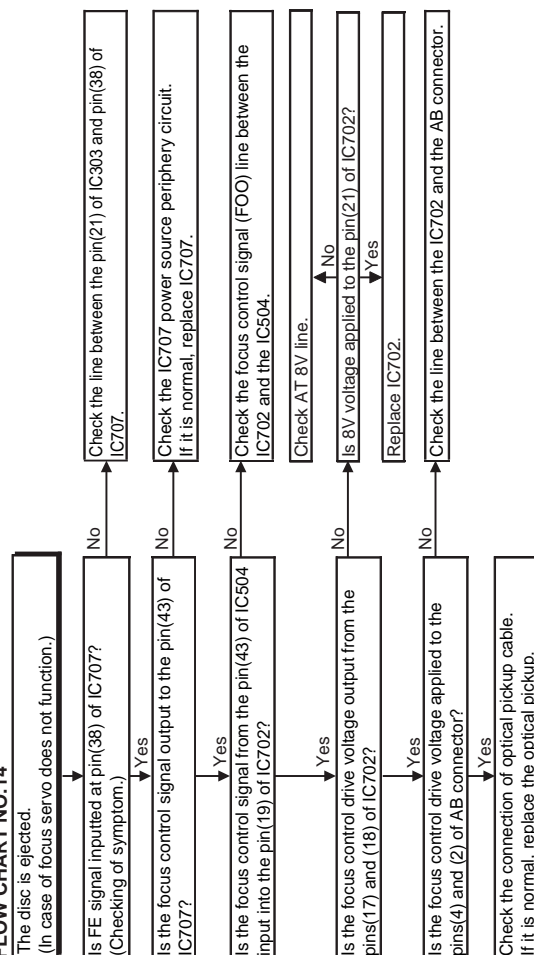 FLOW CHART NO.14
The disc is ejected.
(In case of focus servo does not function.)
Is FE signal inputted at pin(38) of IC707?
(Checking of symptom.)
No
Check the line between the pin(21) of IC303 and pin(38) of
IC707.
Yes
Is the focus control signal output to the pin(43) of
IC707?
No
Check the IC707 power source periphery circuit.
If it is normal, replace IC707.
Yes
Is the focus control signal from the pin(43) of IC504
input into the pin(19) of IC702?
No
Check the focus control signal (FOO) line between the
IC702 and the IC504.
Yes
Is the focus control drive voltage output from the
pins(17) and (18) of IC702?
No
Is 8V voltage applied to the pin(21) of IC702?
No
Check AT 8V line.
Yes
Replace IC702.
Yes
Is the focus control drive voltage applied to the
pins(4) and (2) of AB connector?
No
Check the line between the IC702 and the AB connector.
Yes
Check the connection of optical pickup cable.
If it is normal, replace the optical pickup.